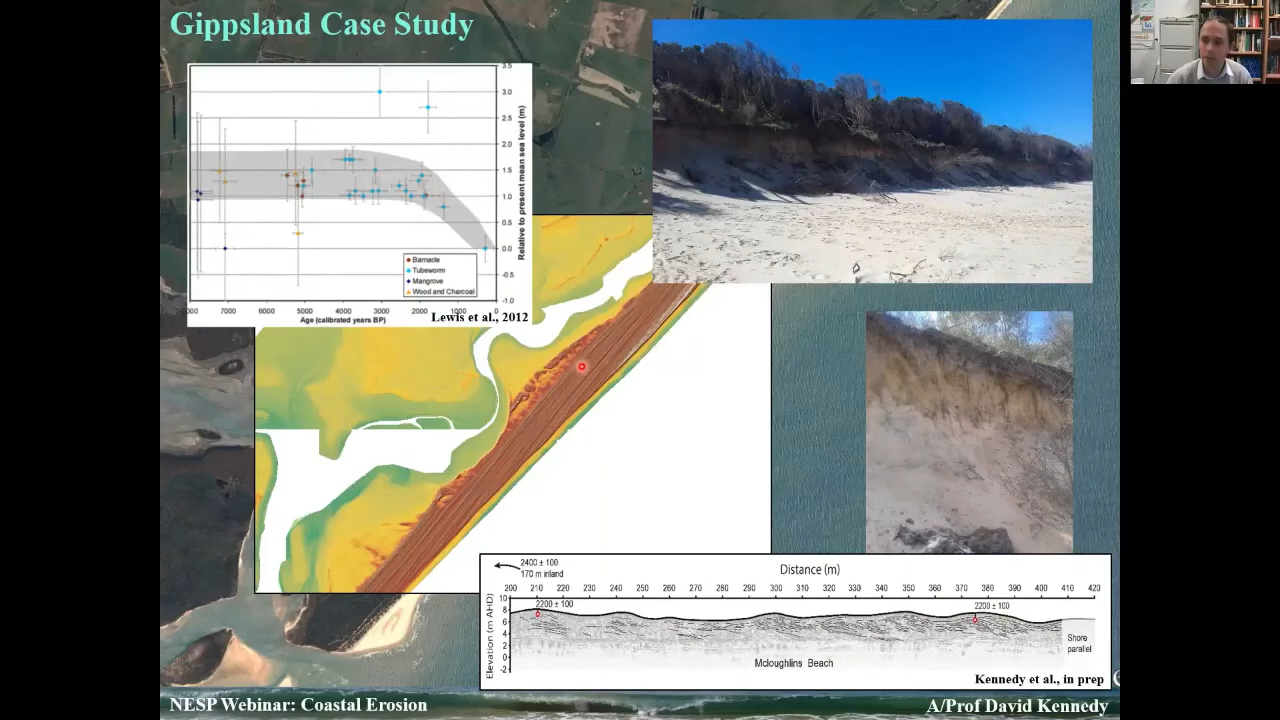 Gippsland Case Study
3.5
3.0
2.5
2.0
1.5
1.0
0.5
0.0
-0.5
-1.0
Relative to present mean sea level (m)
Barnacle
Tubeworm
Mangrove
Wood and Charcoal
7000 6000 5000 4000 3000 2000 1000 0
Age (calibrated years BP)
Lewis et al., 2012
2400 ± 100
170 m inland
Distance (m)
200 210 220 230 240 250 260 270 280 290 300 310 320 330 340 350 360 370 380 390 400 410 420
Elevation (m AHD)
10
8
6
4
2
0
-2
2200 ± 100
2200 ± 100
Shore
parallel
Mcloughlins Beach
Kennedy et al., in prep
NESP Webinar: Coastal Erosion
A/Prof David Kennedy